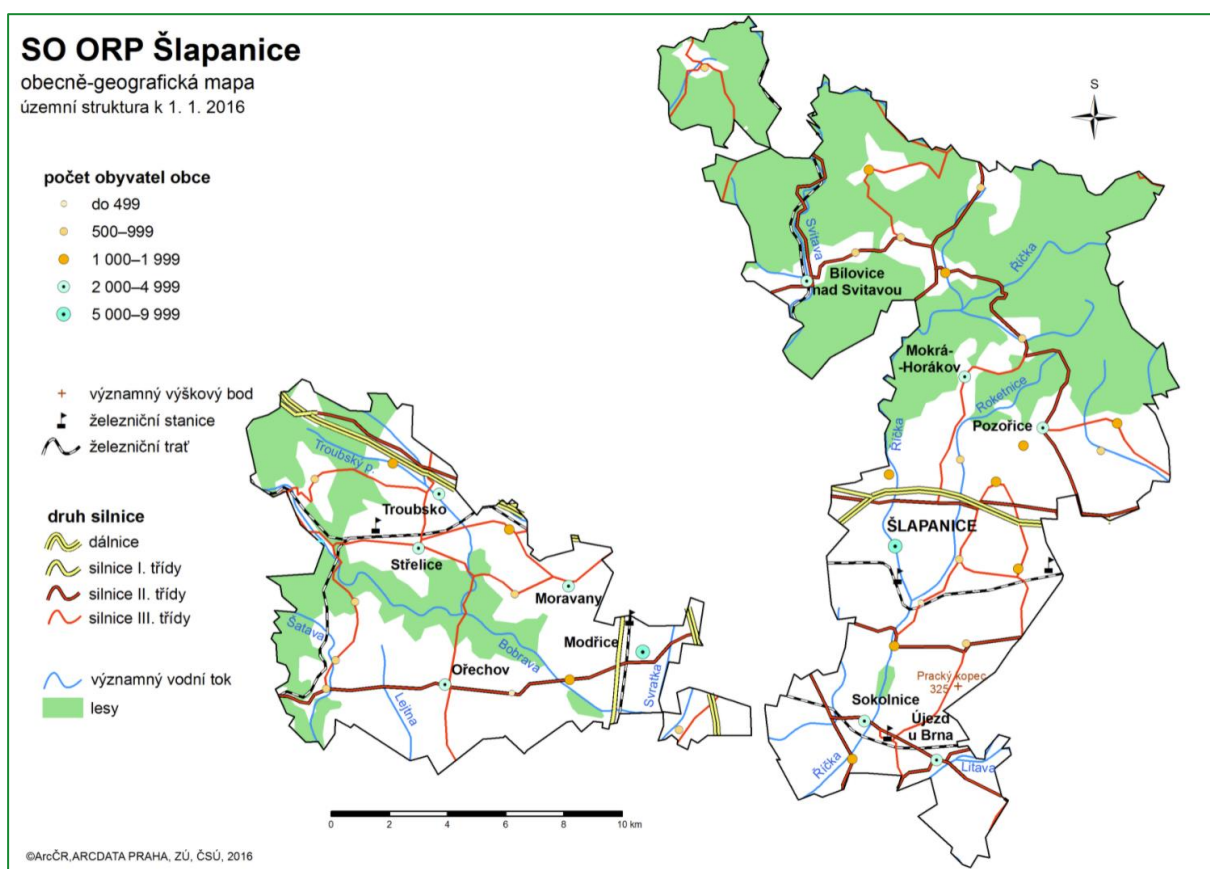 SO ORP Šlapanice
obecně-geografická mapa
územní struktura k 1. 1. 2016
S
počet obyvatel obce
do 499
500–999
1 000–1 999
2 000–4 999
5 000–9 999
významný výškový bod
železniční stanice
železniční trať
druh silnice
dálnice
silnice I. třídy
silnice II. třídy
silnice III. třídy
významný vodní tok
lesy
Svitava
Bílovice
nad Svitavou
Říčka
Mokrá-
-Horákov
Roketnice
Říčka
Pozořice
ŠLAPANICE
Troubský p.
Troubsko
Střelice
Moravany
Modřice
Šatava
Bobrava
Svratka
Ořechov
Lejtna
Pracký kopec
325
Sokolnice
Újezd
u Brna
Říčka
Litava
0 2 4 6 8 10 km
©ArcČR,ARCDATA PRAHA, ZÚ, ČSÚ, 2016